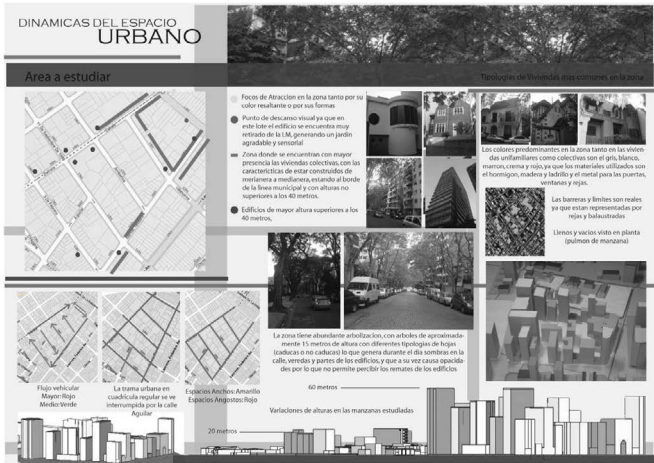 DINAMICAS DEL ESPACIO
URBANO
Area a estudiar
Tipologias de Viviendas mas comunes en la zona
Focos de Atraccion en la zona tanto por su
color resaltante o por sus formas
Punto de descanso visual ya que en
este lote el edificio se encuentra muy
retirado de la LM, generando un jardin
agradable y sensorial
Zona donde se encuentran con mayor
presencia las viviendas colectivas, con las
caracteristicas de estar construidos de
merianera a medianera, estando al borde
de la linea municipal y con alturas no
superiores a los 40 metros.
Edificios de mayor altura superiores a los
40 metros,
Los colores predominantes en la zona tanto en las vivien-
das unifamiliares como colectivas son el gris, blanco,
marron, crema y rojo, ya que los materiales utilizados son
el hormigon, madera y ladrillo y el metal para las puertas,
ventanas y rejas.
Las barreras y limites son reales
ya que estan representadas por
rejas y balaustradas
Llenos y vacios visto en planta
(pulmon de manzana)
La zona tiene abundante arbolizacion, con arboles de aproximada-
mente 15 metros de altura con diferentes tipologias de hojas
(caducas o no caducas) lo que genera durante el dia sombras en la
calle, veredas y partes de los edificios, y que a su vez causa opacida-
des por lo que no permite percibir los remates de los edificios
Flujo vehicular
Mayor: Rojo
Medio: Verde
La trama urbana en
cuadricula regular se ve
interrumpida por la calle
Aguilar
Espacios Anchos: Amarillo
Espacios Angostos: Rojo
60 metros
Variaciones de alturas en las manzanas estudiadas
20 metros